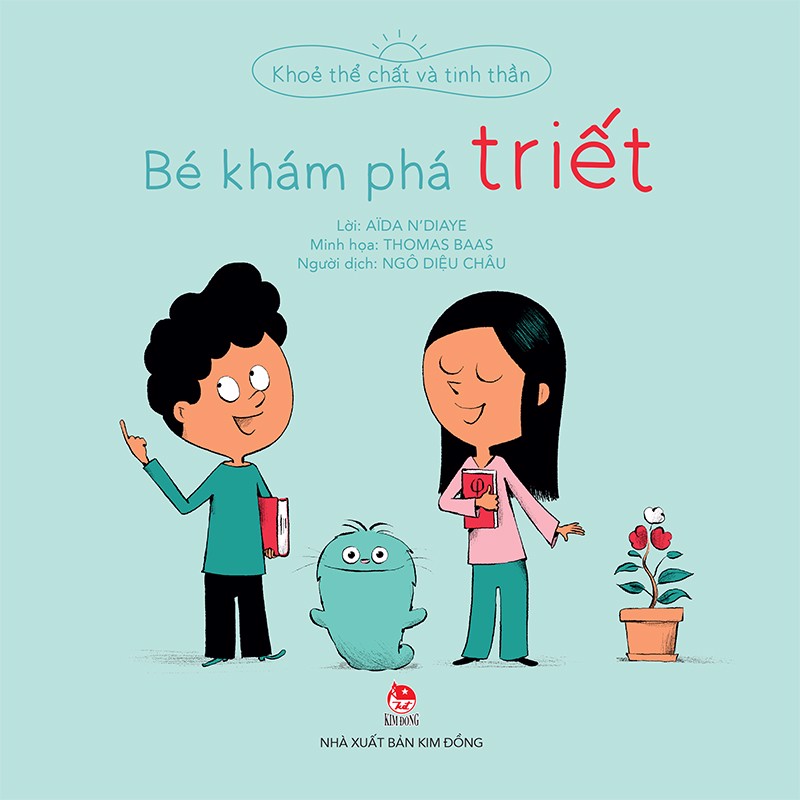 Khoẻ thể chất và tinh thần
Bé khám phá triết
Lời: AÏDA N'DIAYE
Minh họa: THOMAS BAAS
Người dịch: NGÔ DIỆU CHÂU
φ
KIM ĐỒNG
NHÀ XUẤT BẢN KIM ĐỒNG